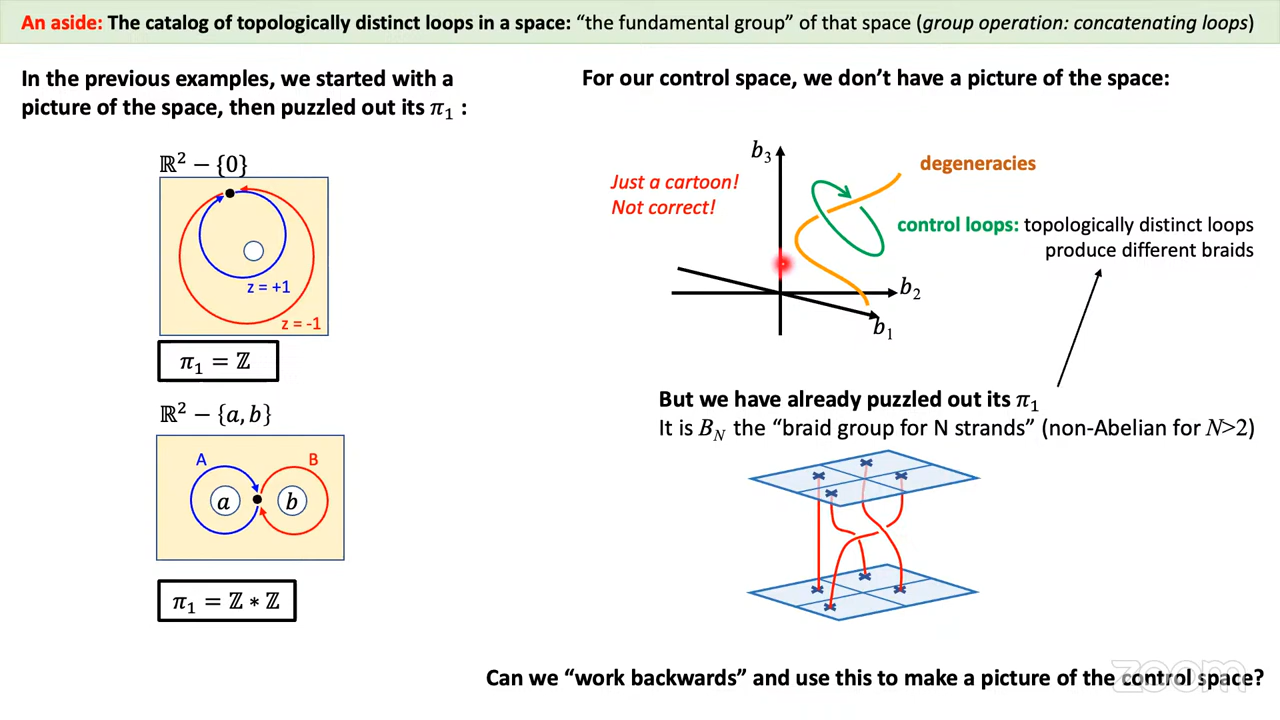 An aside: The catalog of topologically distinct loops in a space: “the fundamental group” of that space (group operation: concatenating loops)
In the previous examples, we started with a
picture of the space, then puzzled out its π₁ :
ℝ² − {0}
z = +1
z = -1
π₁ = ℤ
ℝ² − {a, b}
A
B
a
b
π₁ = ℤ ∗ ℤ
For our control space, we don’t have a picture of the space:
b₃
degeneracies
Just a cartoon!
Not correct!
control loops: topologically distinct loops
produce different braids
b₂
b₁
But we have already puzzled out its π₁
It is B_N the “braid group for N strands” (non-Abelian for N>2)
Can we “work backwards” and use this to make a picture of the control space?
zoom